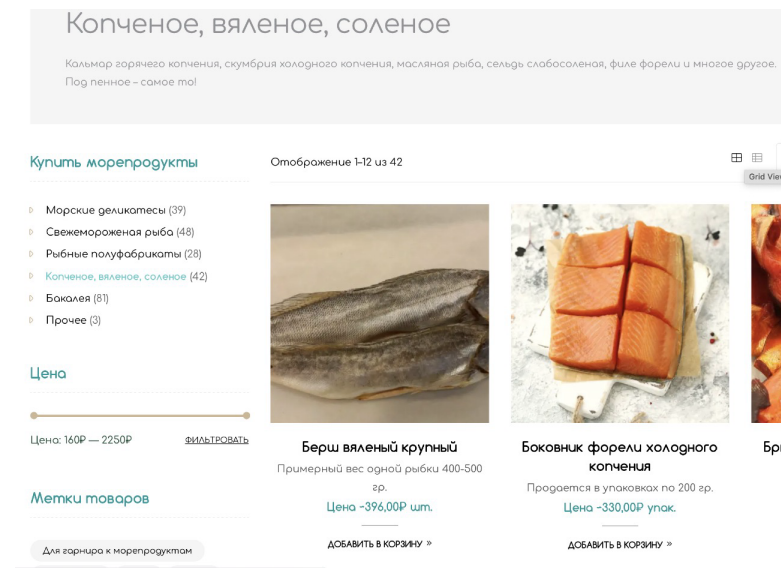 Копченое, вяленое, соленое
Кальмар горячего копчения, скумбрия холодного копчения, масляная рыба, сельдь слабосоленая, филе форели и многое другое.
Под пенное – самое то!
Купить морепродукты
Отображение 1–12 из 42
Grid Vie
Морские деликатесы (39)
Свежемороженая рыба (48)
Рыбные полуфабрикаты (28)
Копченое, вяленое, соленое (42)
Бакалея (81)
Прочее (3)
Цена
Цена: 160₽ — 2250₽
ФИЛЬТРОВАТЬ
Метки товаров
Для гарнира к морепродуктам
Берш вяленый крупный
Примерный вес одной рыбки 400-500
гр.
Цена ~396,00₽ шт.
ДОБАВИТЬ В КОРЗИНУ »
Боковник форели холодного
копчения
Продается в упаковках по 200 гр.
Цена ~330,00₽ упак.
ДОБАВИТЬ В КОРЗИНУ »
Бр